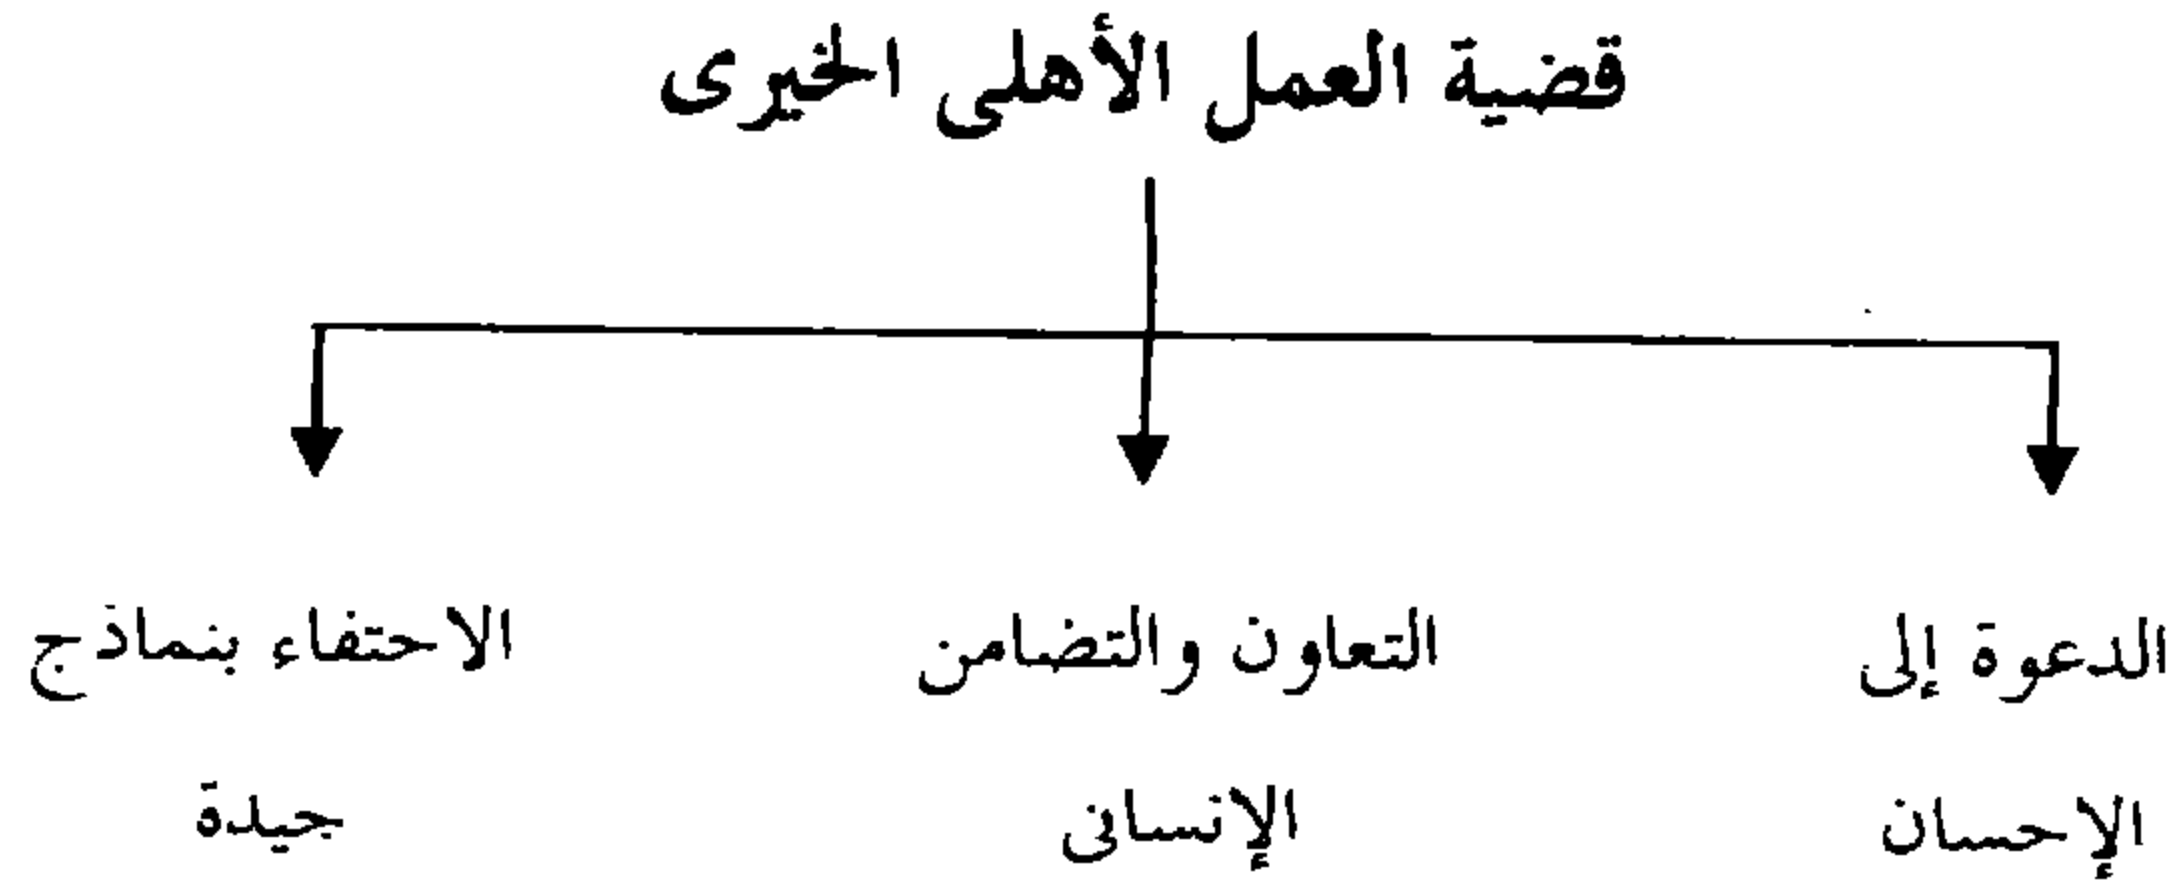 قضية العمل الأهلى الخيرى
الدعوة إلى
الإحسان
التعاون والتضامن
الإنسانى
الاحتفاء بنماذج
جيدة